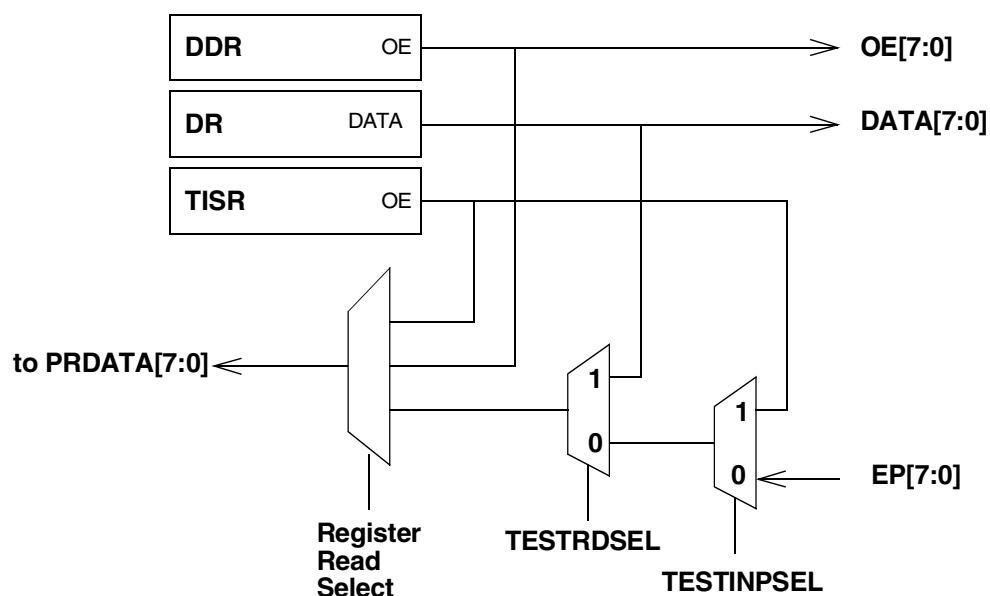 DDR OE
OE[7:0]
DR DATA
DATA[7:0]
TISR OE
to PRDATA[7:0]
1
0
1
0
EP[7:0]
Register
Read
Select
TESTRDSEL
TESTINPSEL